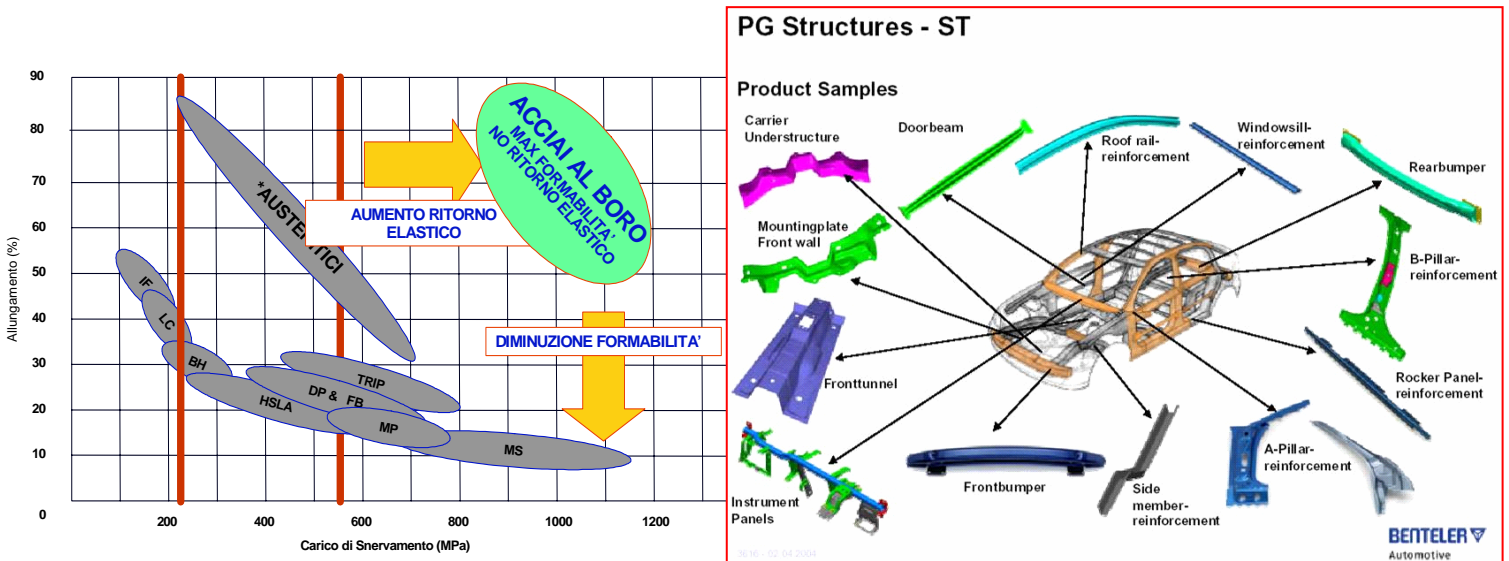 90
80
70
60
50
40
30
20
10
0
Allungamento (%)
200
400
600
800
1000
1200
Carico di Snervamento (MPa)
*AUSTENITICI
IF
LC
BH
HSLA
DP & FB
TRIP
MP
MS
AUMENTO RITORNO
ELASTICO
ACCIAI AL BORO
MAX FORMABILITA'
NO RITORNO ELASTICO
DIMINUZIONE FORMABILITA'
PG Structures - ST
Product Samples
Carrier
Understructure
Doorbeam
Roof rail-
reinforcement
Windowsill-
reinforcement
Rearbumper
Mountingplate
Front wall
B-Pillar-
reinforcement
Fronttunnel
Rocker Panel-
reinforcement
Instrument
Panels
Frontbumper
Side
member-
reinforcement
A-Pillar-
reinforcement
BENTELER
Automotive
3616 - 02.04.2004